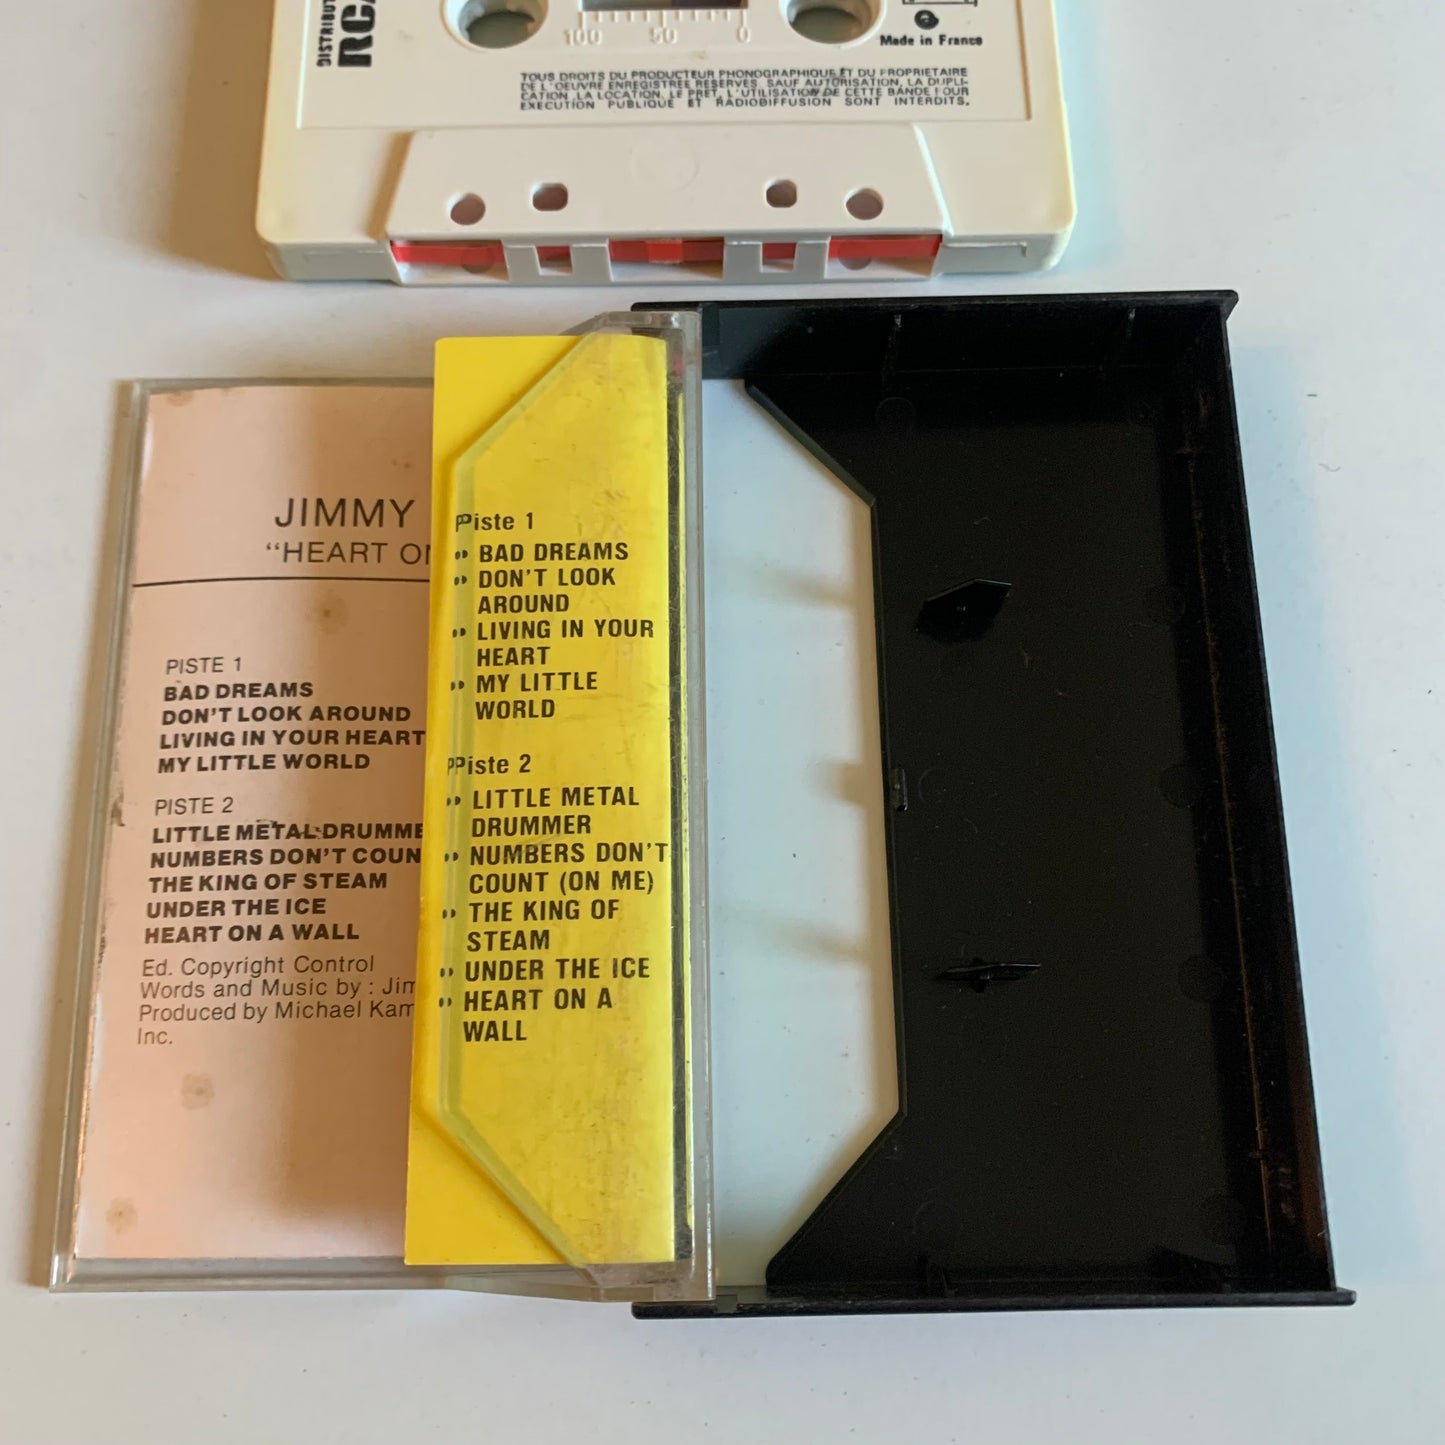 DISTRIBUT
RCA
100 50 0
Made in France
TOUS DROITS DU PRODUCTEUR PHONOGRAPHIQUE ET DU PROPRIETAIRE
DE L'OEUVRE ENREGISTREE RESERVES. SAUF AUTORISATION, LA DUPLI-
CATION, LA LOCATION, LE PRET, L'UTILISATION DE CETTE BANDE POUR
EXECUTION PUBLIQUE ET RADIOBIFFUSION SONT INTERDITS.
JIMMY
"HEART ON
PISTE 1
BAD DREAMS
DON'T LOOK AROUND
LIVING IN YOUR HEART
MY LITTLE WORLD
PISTE 2
LITTLE METAL DRUMME
NUMBERS DON'T COUN
THE KING OF STEAM
UNDER THE ICE
HEART ON A WALL
Ed. Copyright Control
Words and Music by : Jim
Produced by Michael Kam
Inc.
Piste 1
BAD DREAMS
DON'T LOOK
AROUND
LIVING IN YOUR
HEART
MY LITTLE
WORLD
Piste 2
LITTLE METAL
DRUMMER
NUMBERS DON'T
COUNT (ON ME)
THE KING OF
STEAM
UNDER THE ICE
HEART ON A
WALL